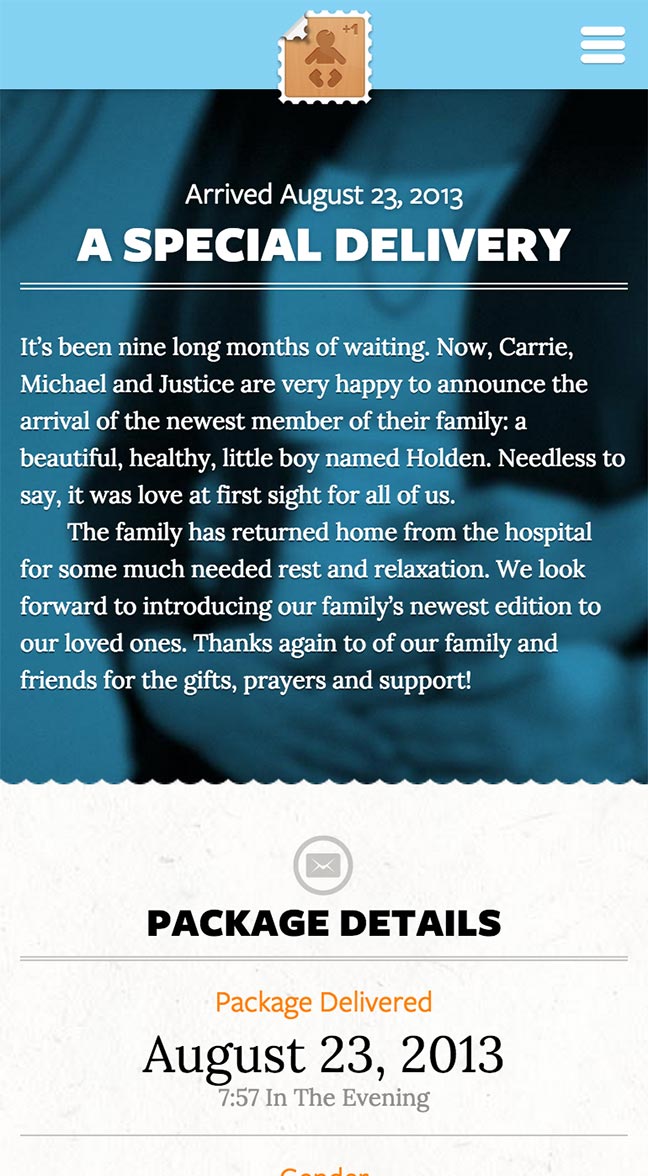 +1
Arrived August 23, 2013
A SPECIAL DELIVERY
It’s been nine long months of waiting. Now, Carrie,
Michael and Justice are very happy to announce the
arrival of the newest member of their family: a
beautiful, healthy, little boy named Holden. Needless to
say, it was love at first sight for all of us.
The family has returned home from the hospital
for some much needed rest and relaxation. We look
forward to introducing our family’s newest edition to
our loved ones. Thanks again to of our family and
friends for the gifts, prayers and support!
PACKAGE DETAILS
Package Delivered
August 23, 2013
7:57 In The Evening
Gender